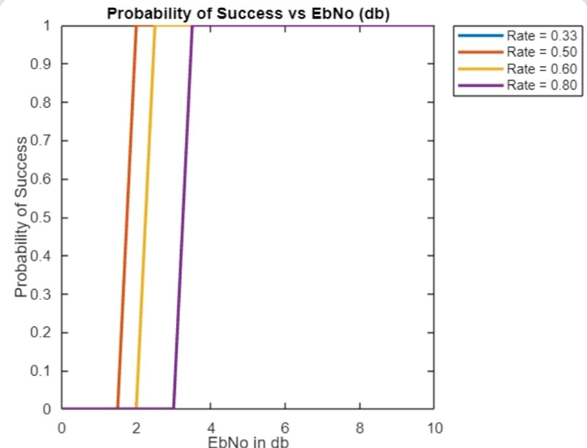 Probability of Success vs EbNo (db)
Rate = 0.33
Rate = 0.50
Rate = 0.60
Rate = 0.80
Probability of Success
1
0.9
0.8
0.7
0.6
0.5
0.4
0.3
0.2
0.1
0
0 2 4 6 8 10
EbNo in db